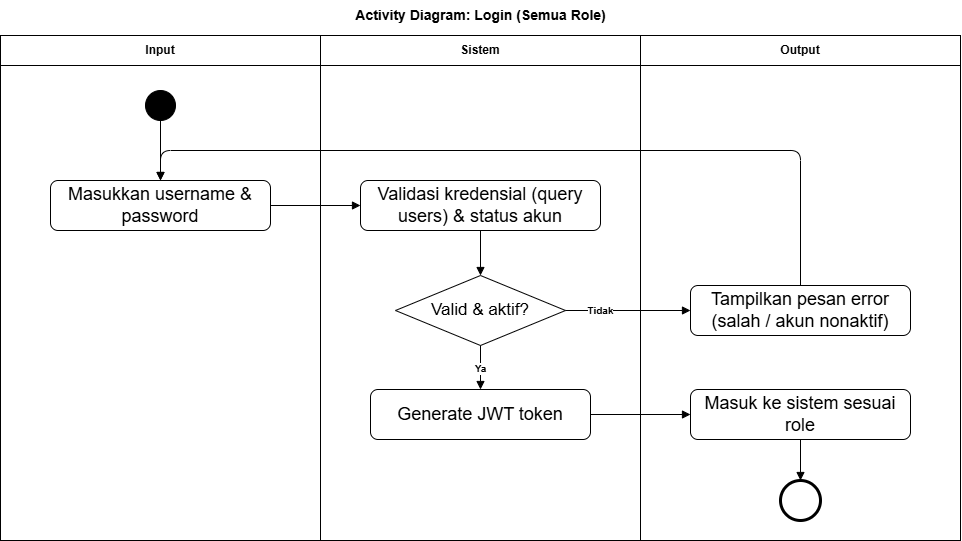 Activity Diagram: Login (Semua Role)
Input
Sistem
Output
Masukkan username &
password
Validasi kredensial (query
users) & status akun
Valid & aktif?
Tidak
Tampilkan pesan error
(salah / akun nonaktif)
Ya
Generate JWT token
Masuk ke sistem sesuai
role